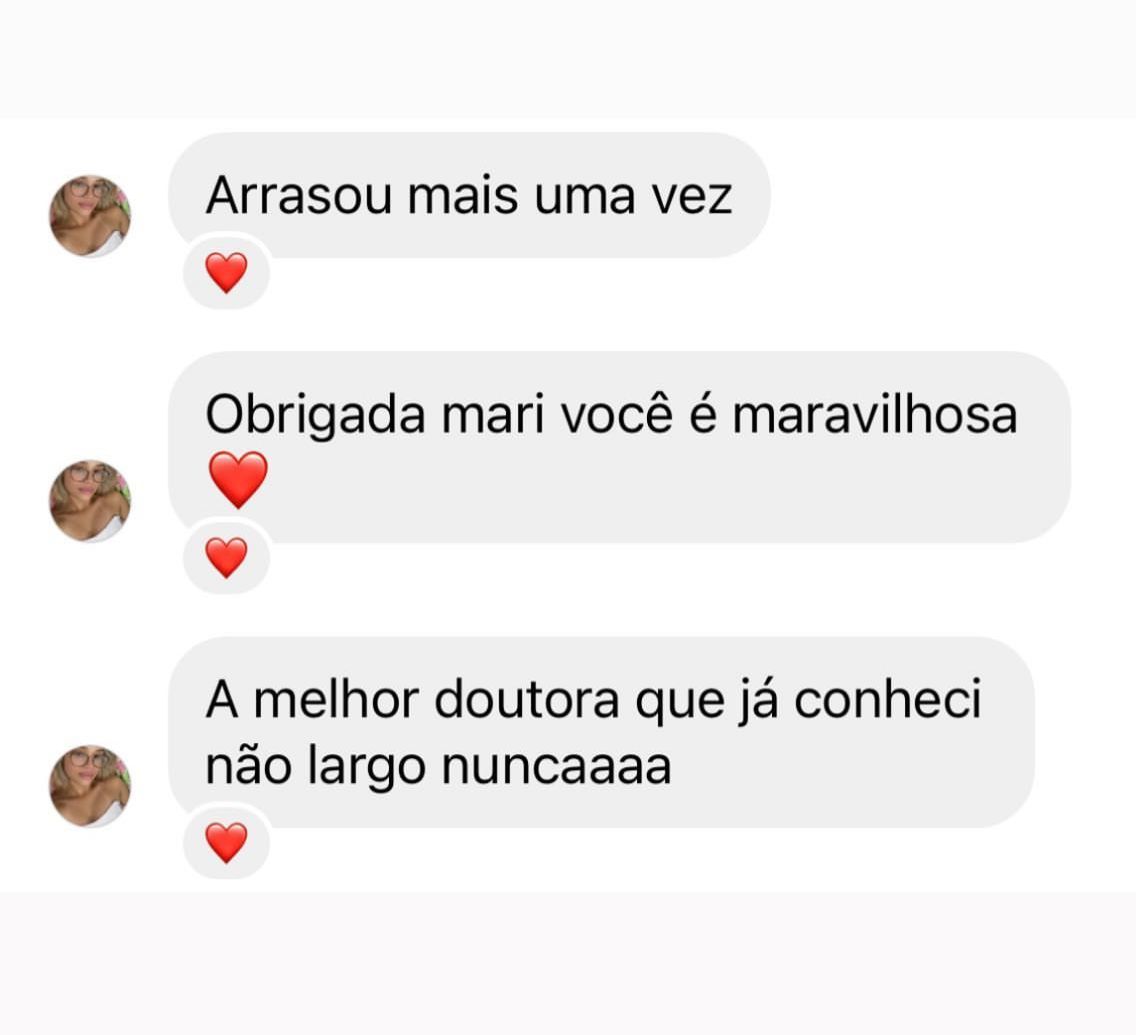 Arrasou mais uma vez
Obrigada mari você é maravilhosa
❤️
A melhor doutora que já conheci
não largo nuncaaaa